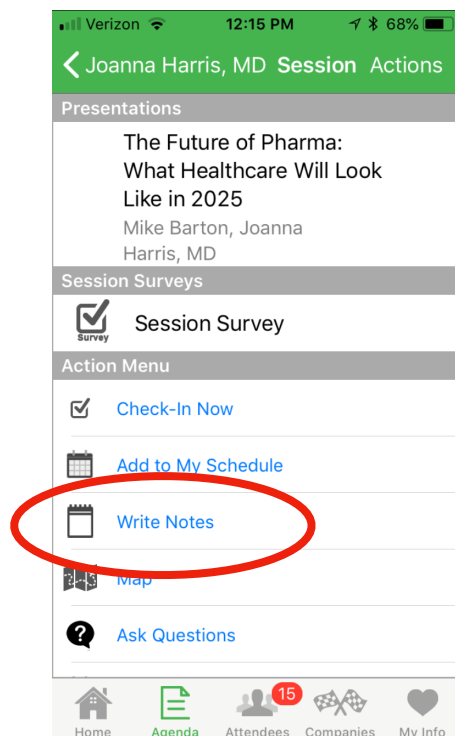 Verizon 12:15 PM 68%
Joanna Harris, MD Session Actions
Presentations
The Future of Pharma:
What Healthcare Will Look
Like in 2025
Mike Barton, Joanna
Harris, MD
Session Surveys
Survey
Session Survey
Action Menu
Check-In Now
Add to My Schedule
Write Notes
Map
? Ask Questions
15
Home Agenda Attendees Companies My Info